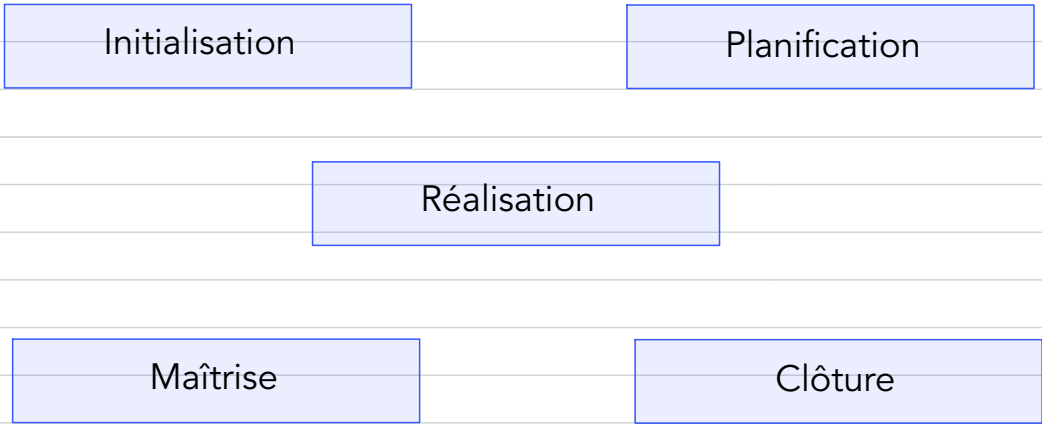 Initialisation
Planification
Réalisation
Maîtrise
Clôture